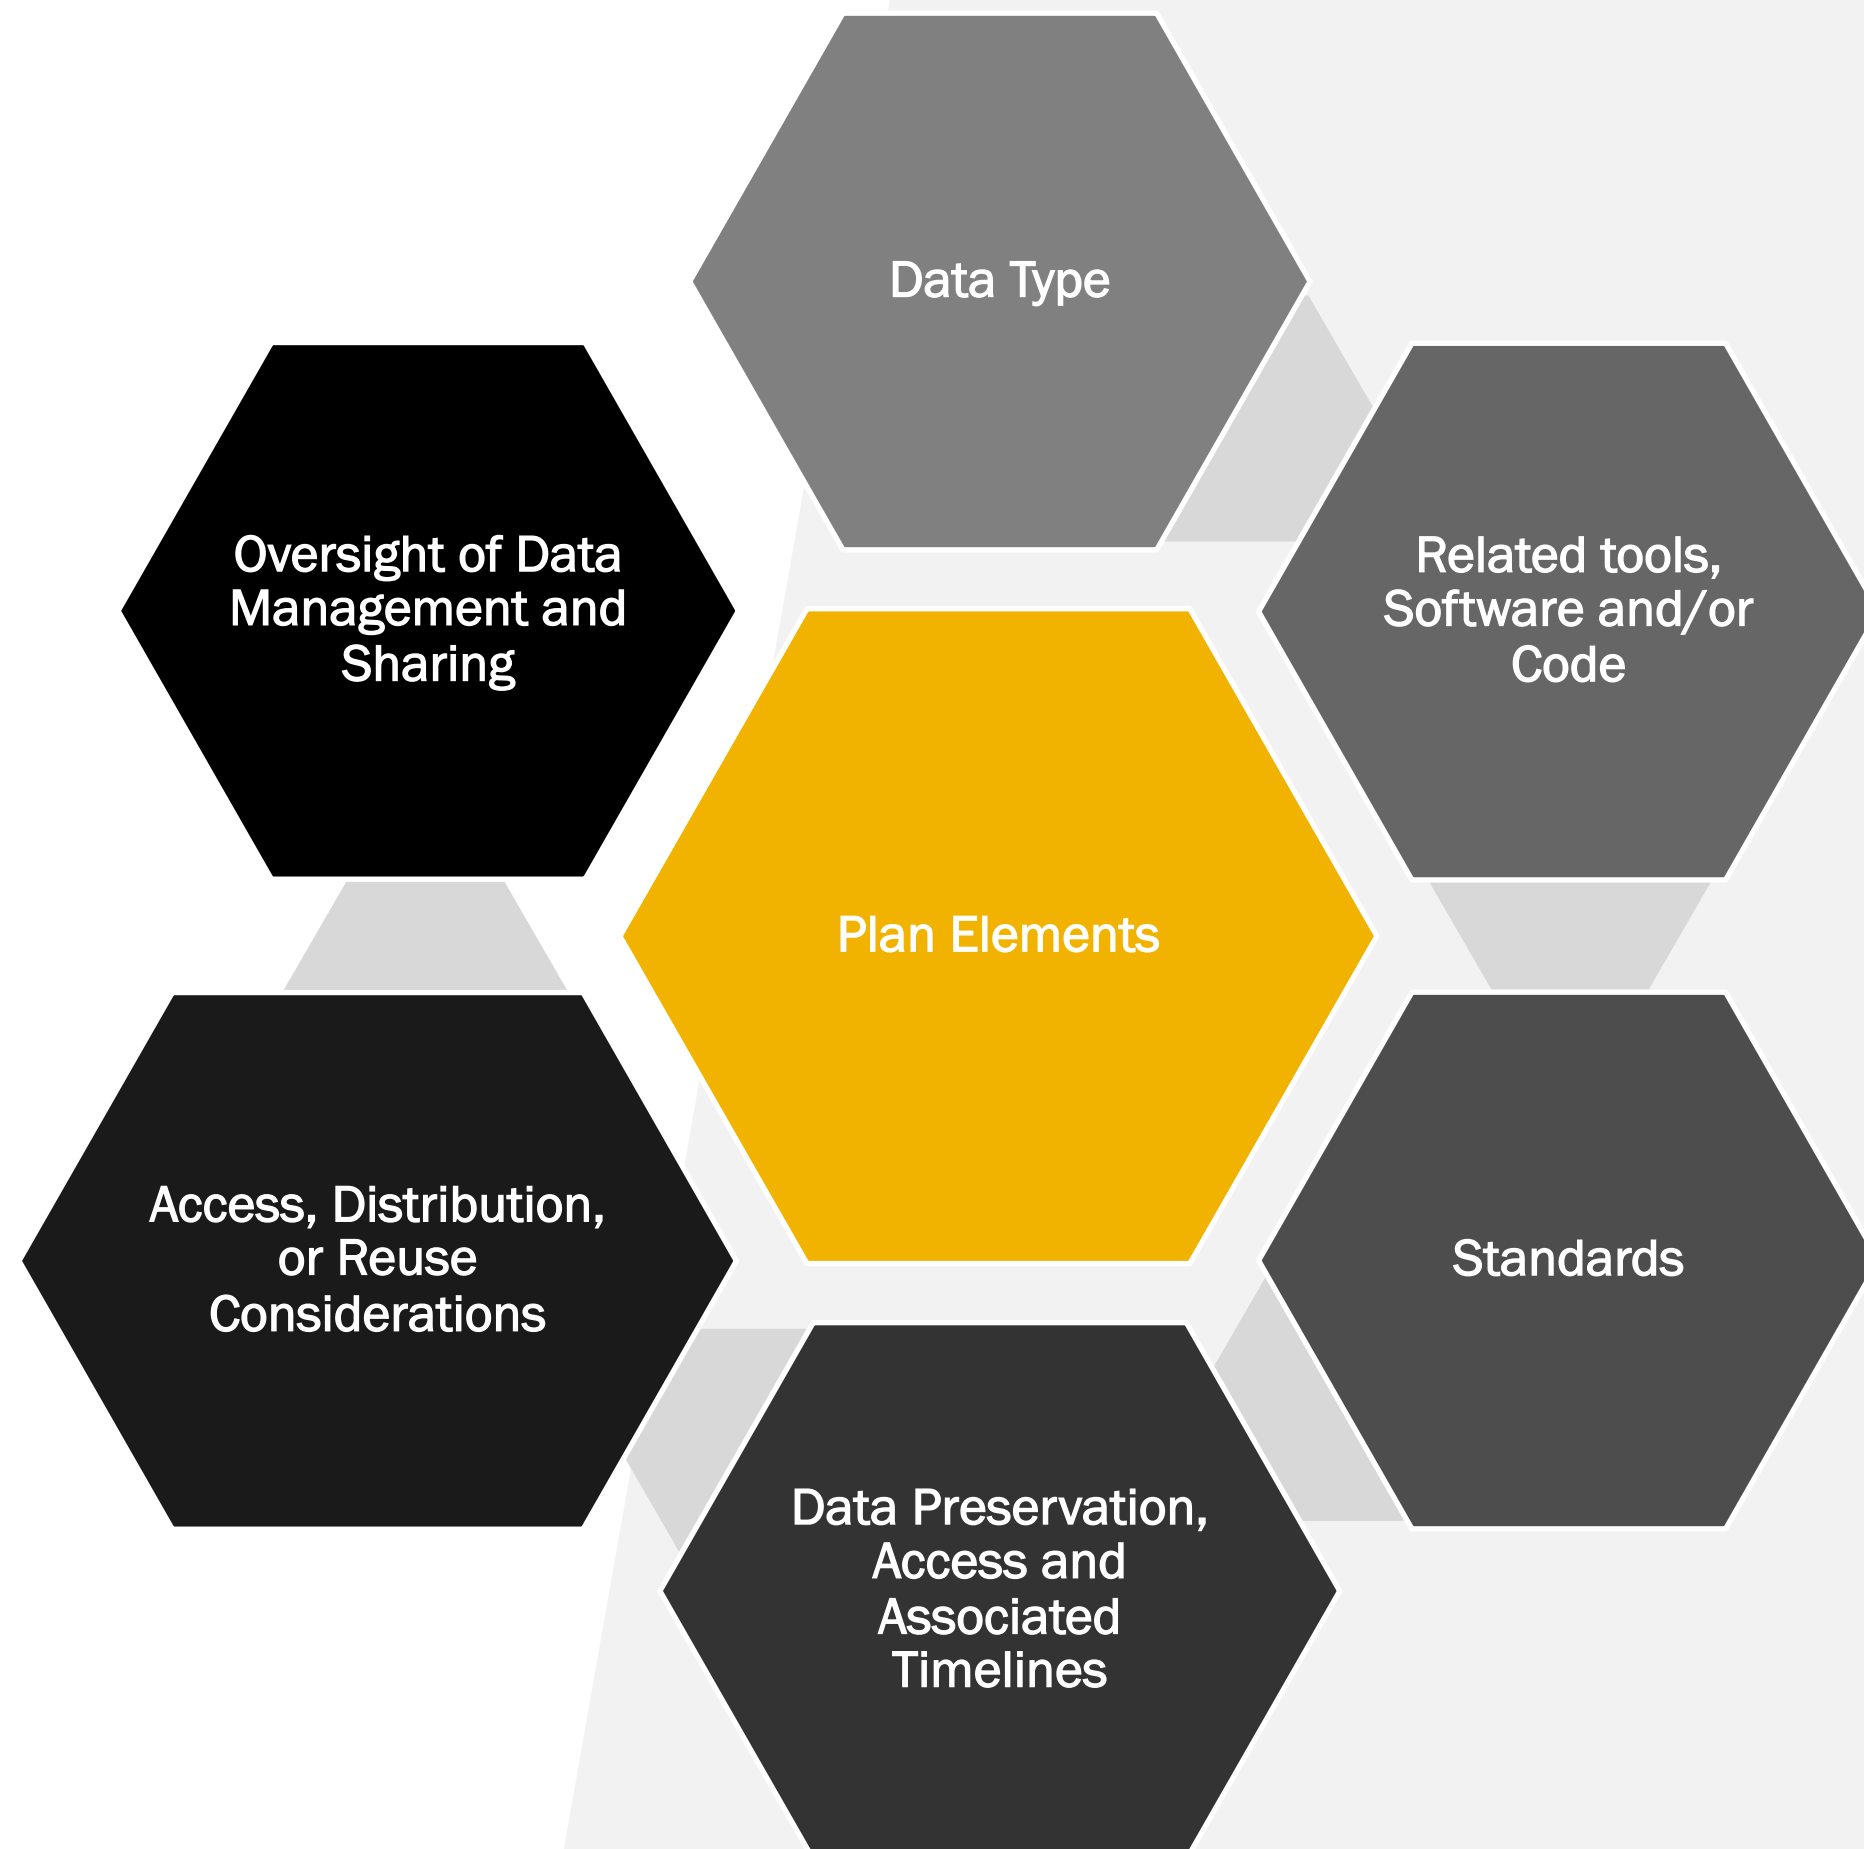 Data Type
Related tools,
Software and/or
Code
Standards
Data Preservation,
Access and
Associated
Timelines
Access, Distribution,
or Reuse
Considerations
Oversight of Data
Management and
Sharing
Plan Elements